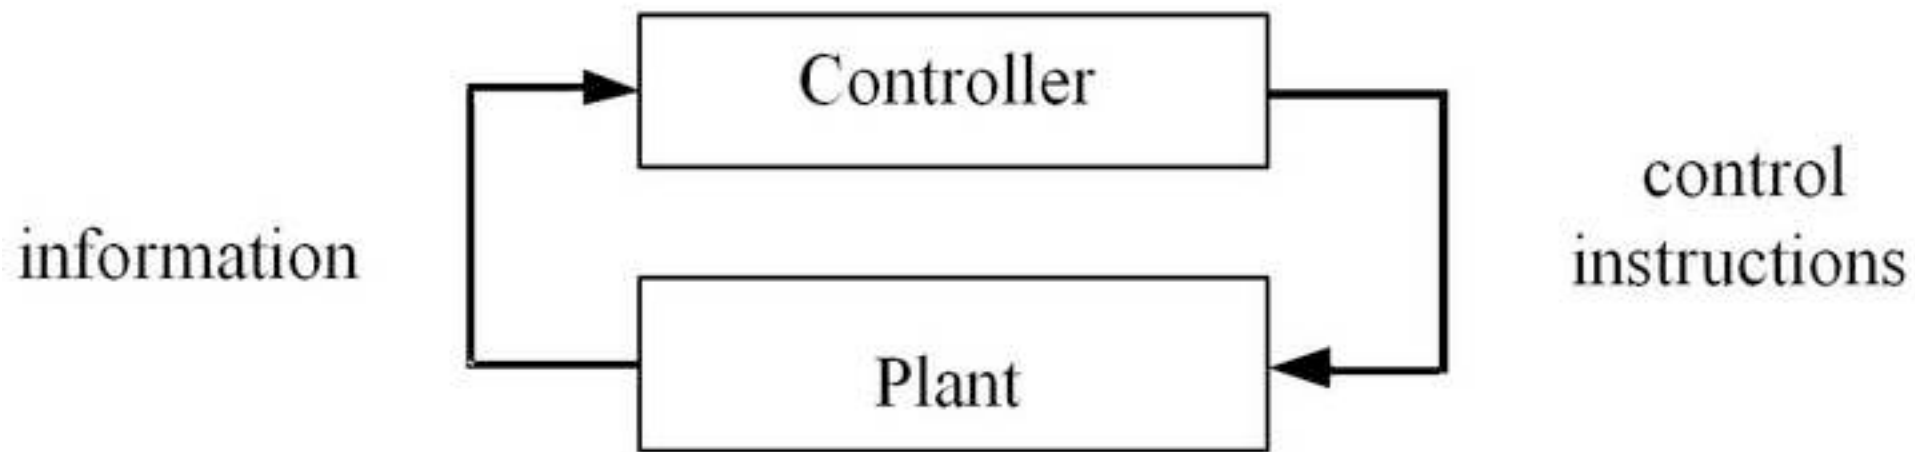 Controller
control
instructions
information
Plant